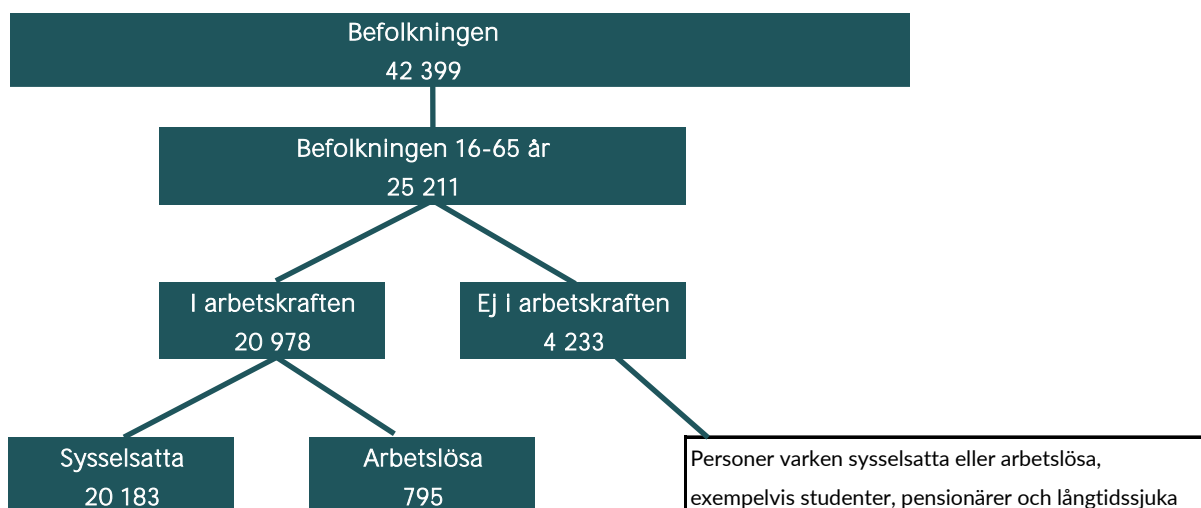 Befolkningen
42 399
Befolkningen 16-65 år
25 211
I arbetskraften
20 978
Ej i arbetskraften
4 233
Sysselsatta
20 183
Arbetslösa
795
Personer varken sysselsatta eller arbetslösa,
exempelvis studenter, pensionärer och långtidssjuka